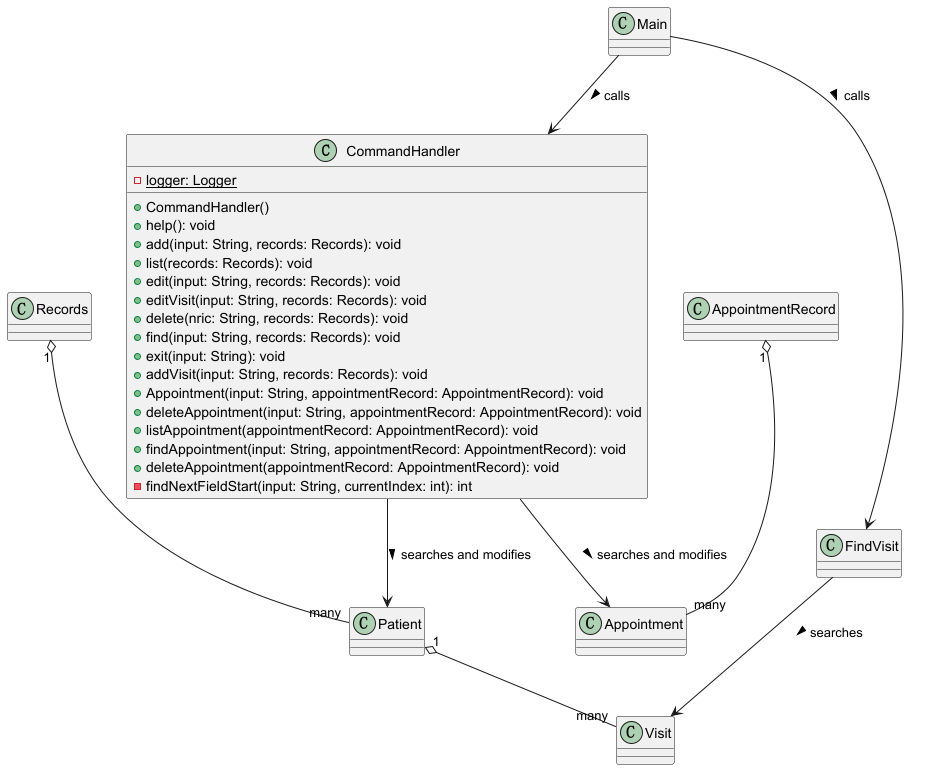 C Main
calls
calls
C CommandHandler
logger: Logger
CommandHandler()
help(): void
add(input: String, records: Records): void
list(records: Records): void
edit(input: String, records: Records): void
editVisit(input: String, records: Records): void
delete(nric: String, records: Records): void
find(input: String, records: Records): void
exit(input: String): void
addVisit(input: String, records: Records): void
Appointment(input: String, appointmentRecord: AppointmentRecord): void
deleteAppointment(input: String, appointmentRecord: AppointmentRecord): void
listAppointment(appointmentRecord: AppointmentRecord): void
findAppointment(input: String, appointmentRecord: AppointmentRecord): void
deleteAppointment(appointmentRecord: AppointmentRecord): void
findNextFieldStart(input: String, currentIndex: int): int
C Records
1
C AppointmentRecord
1
searches and modifies
searches and modifies
C FindVisit
many
C Patient
1
C Appointment
many
searches
many
C Visit